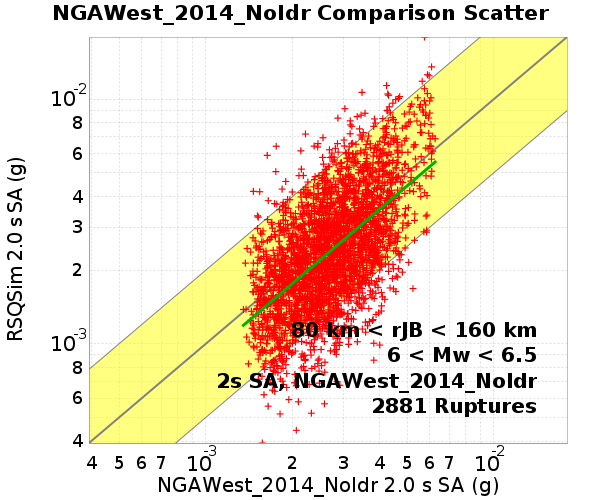 NGAWest_2014_NoIdr Comparison Scatter
RSQSim 2.0 s SA (g)
10-2
8
6
4
3
2
10-3
8
6
4
80 km < rJB < 160 km
6 < Mw < 6.5
2s SA, NGAWest_2014_NoIdr
2881 Ruptures
4 5 6 7 10-3 2 3 4 5 6 7 10-2
NGAWest_2014_NoIdr 2.0 s SA (g)